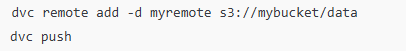 dvc remote add -d myremote s3://mybucket/data
dvc push